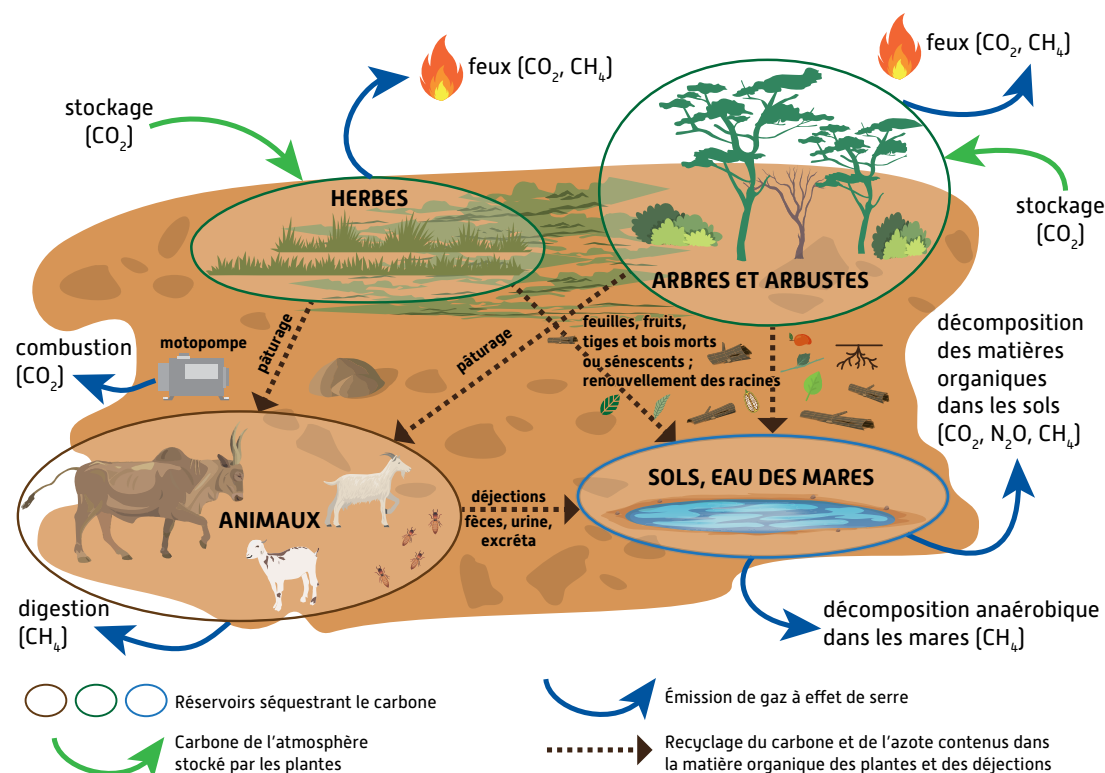 feux (CO₂, CH₄)
feux (CO₂, CH₄)
stockage
(CO₂)
HERBES
stockage
(CO₂)
ARBRES ET ARBUSTES
pâturage
pâturage
feuilles, fruits,
tiges et bois morts
ou sénescents ;
renouvellement des racines
motopompe
combustion
(CO₂)
décomposition
des matières
organiques
dans les sols
(CO₂, N₂O, CH₄)
ANIMAUX
déjections
fèces, urine,
excréta
SOLS, EAU DES MARES
digestion
(CH₄)
décomposition anaérobique
dans les mares (CH₄)
Réservoirs séquestrant le carbone
Émission de gaz à effet de serre
Carbone de l'atmosphère
stocké par les plantes
Recyclage du carbone et de l'azote contenus dans
la matière organique des plantes et des déjections